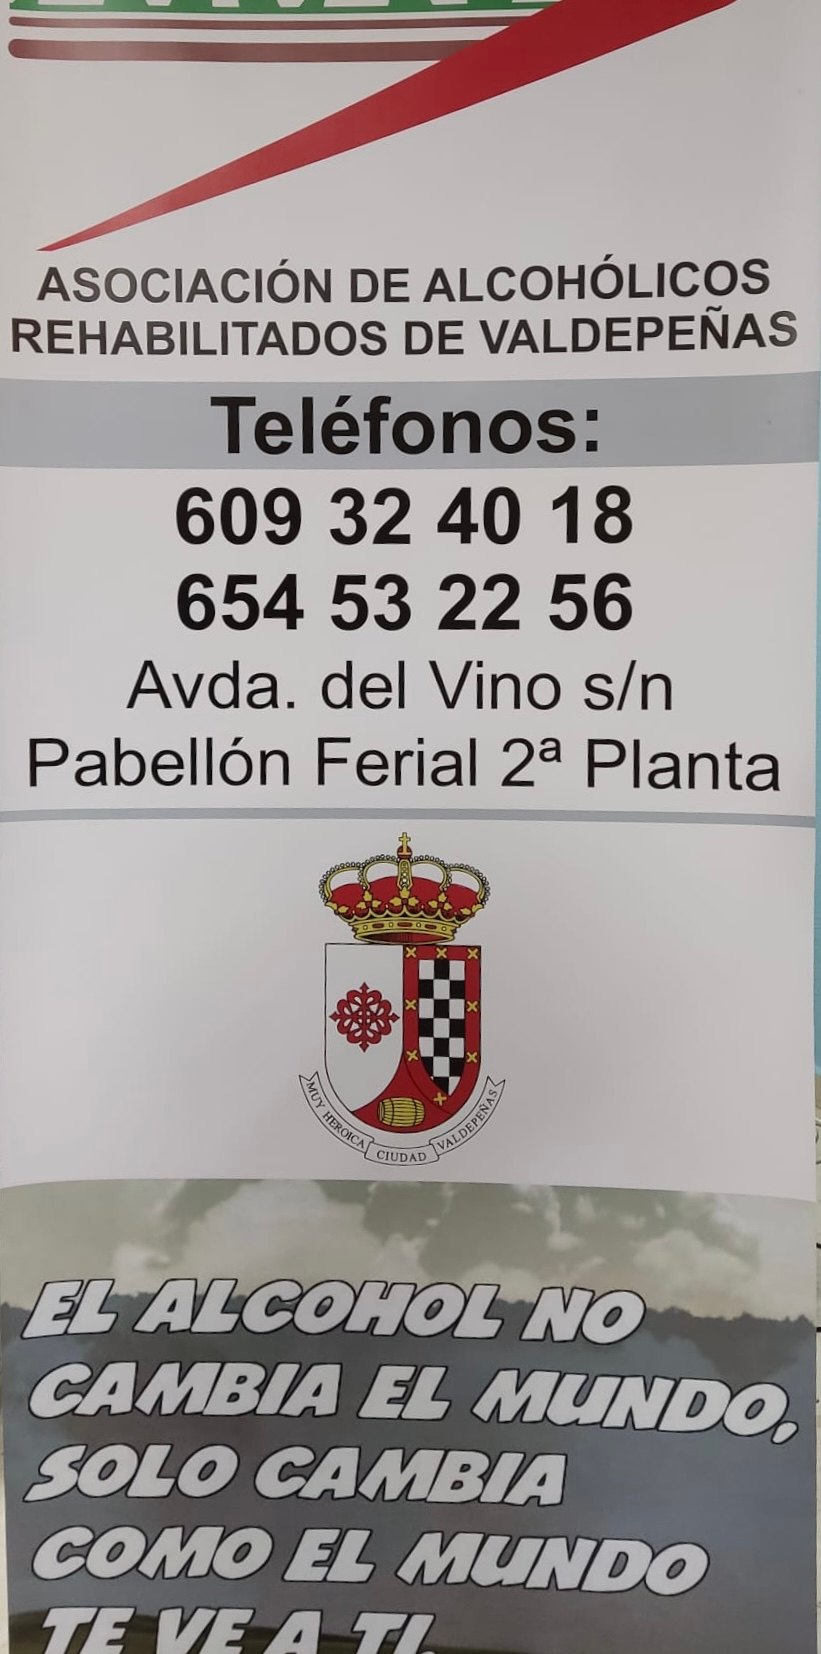 ASOCIACIÓN DE ALCOHÓLICOS
REHABILITADOS DE VALDEPEÑAS
Teléfonos:
609 32 40 18
654 53 22 56
Avda. del Vino s/n
Pabellón Ferial 2ª Planta
MUY HEROICA CIUDAD VALDEPEÑAS
EL ALCOHOL NO
CAMBIA EL MUNDO,
SOLO CAMBIA
COMO EL MUNDO
TE VE A TI.